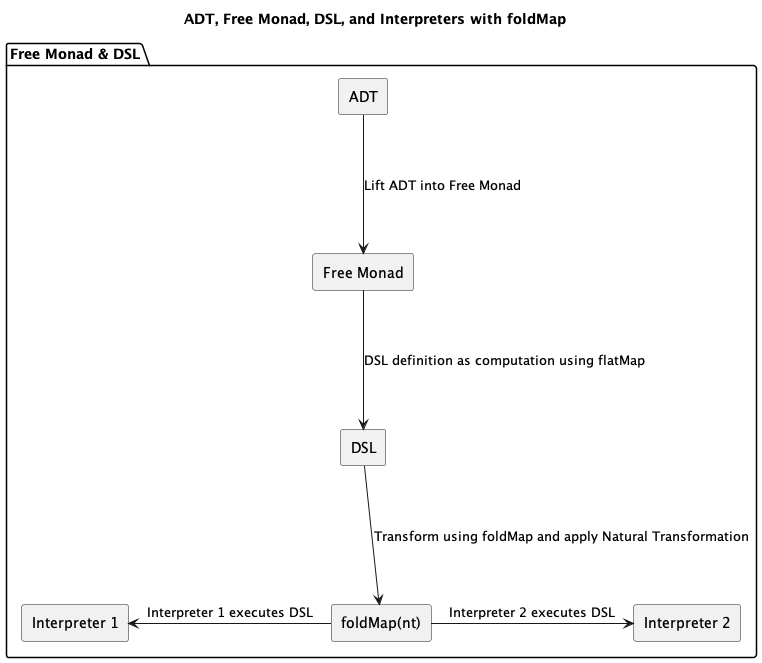 ADT, Free Monad, DSL, and Interpreters with foldMap
Free Monad & DSL
ADT
Lift ADT into Free Monad
Free Monad
DSL definition as computation using flatMap
DSL
Transform using foldMap and apply Natural Transformation
Interpreter 1
Interpreter 1 executes DSL
foldMap(nt)
Interpreter 2 executes DSL
Interpreter 2